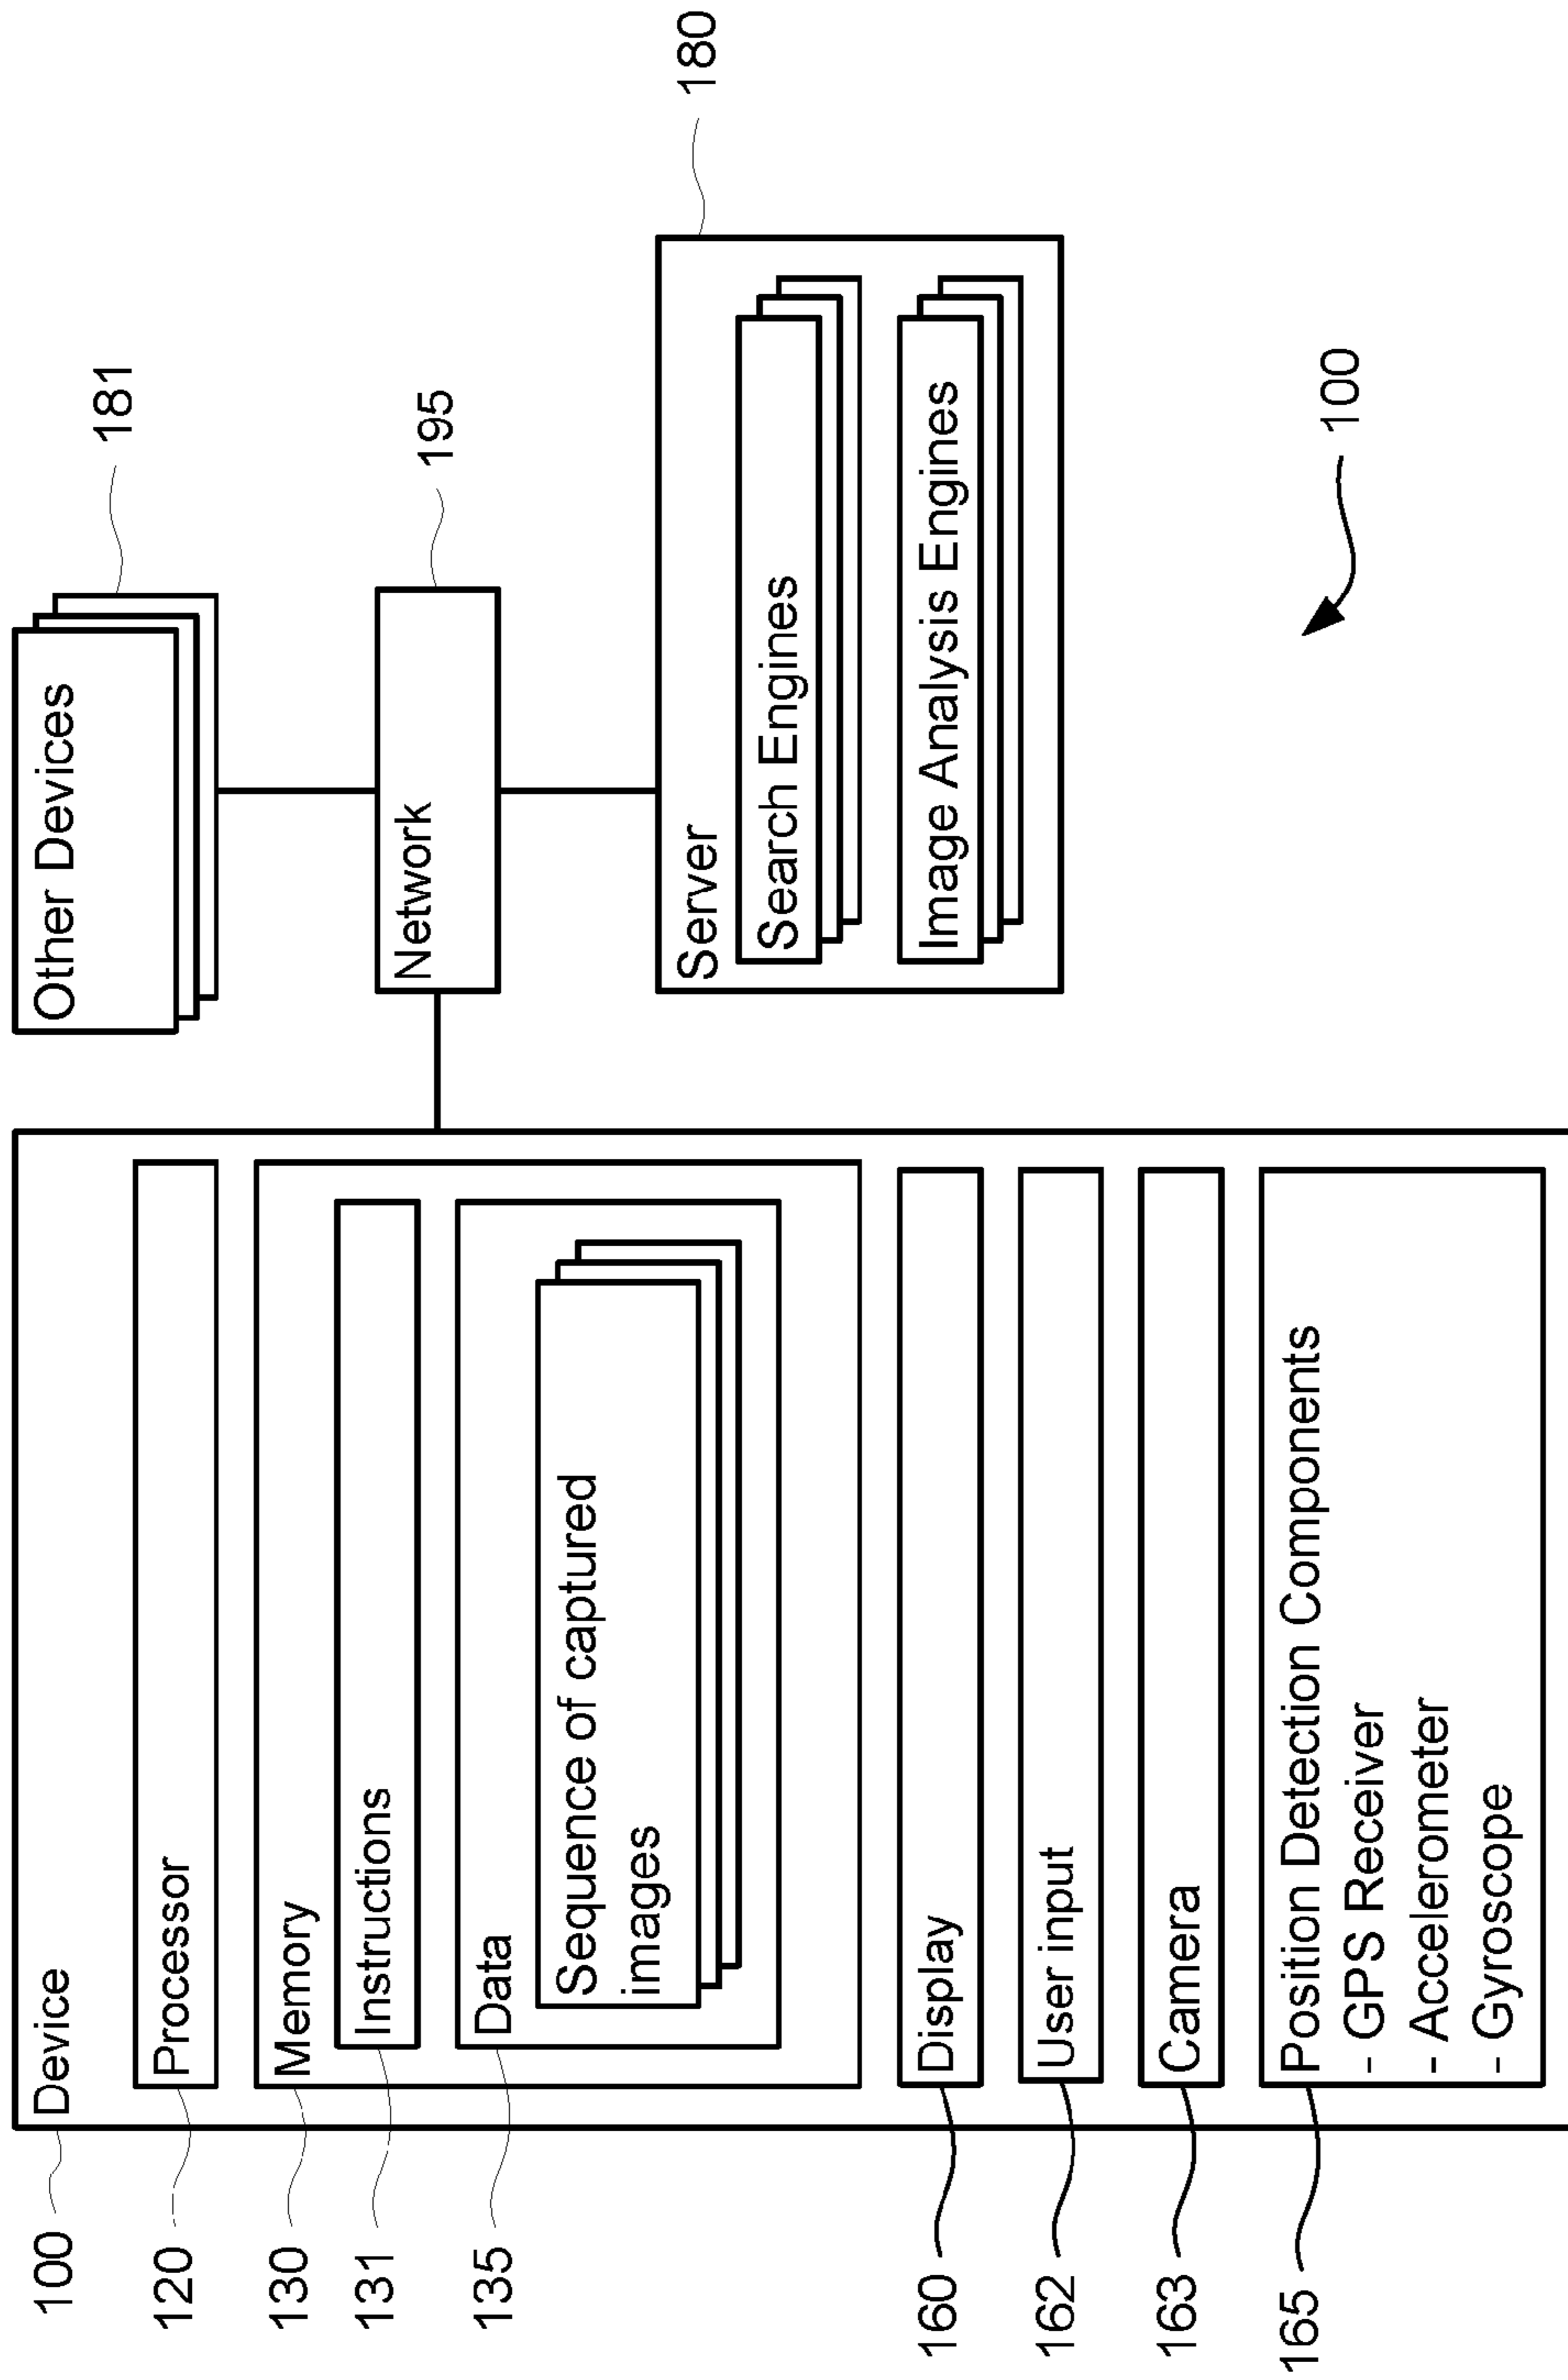 100
Device
120
Processor
130
Memory
131
Instructions
135
Data
Sequence of captured
images
160
Display
162
User input
163
Camera
165
Position Detection Components
- GPS Receiver
- Accelerometer
- Gyroscope
Other Devices
181
Network
195
Server
180
Search Engines
Image Analysis Engines
100